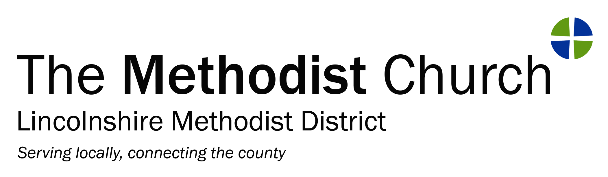 The Methodist Church
Lincolnshire Methodist District
Serving locally, connecting the county